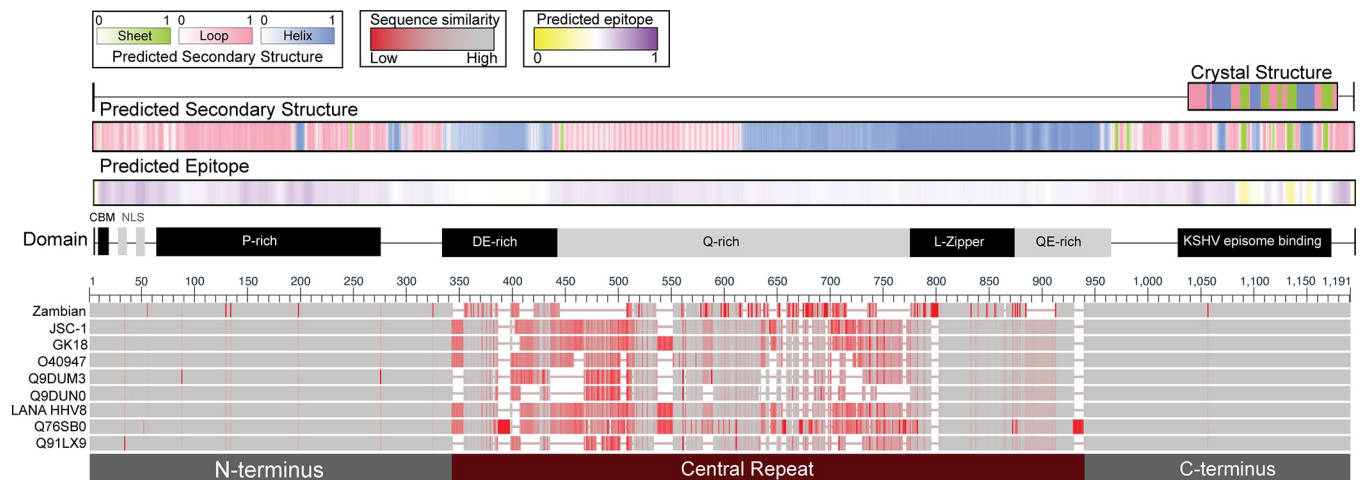 0 1 0 1 0 1
Sheet Loop Helix
Predicted Secondary Structure
Sequence similarity
Low High
Predicted epitope
0 1
Crystal Structure
Predicted Secondary Structure
Predicted Epitope
CBM NLS
Domain P-rich DE-rich Q-rich L-Zipper QE-rich KSHV episome binding
1 50 100 150 200 250 300 350 400 450 500 550 600 650 700 750 800 850 900 950 1,000 1,050 1,100 1,150 1,191
Zambian
JSC-1
GK18
O40947
Q9DUM3
Q9DUN0
LANA HHV8
Q76SB0
Q91LX9
N-terminus Central Repeat C-terminus